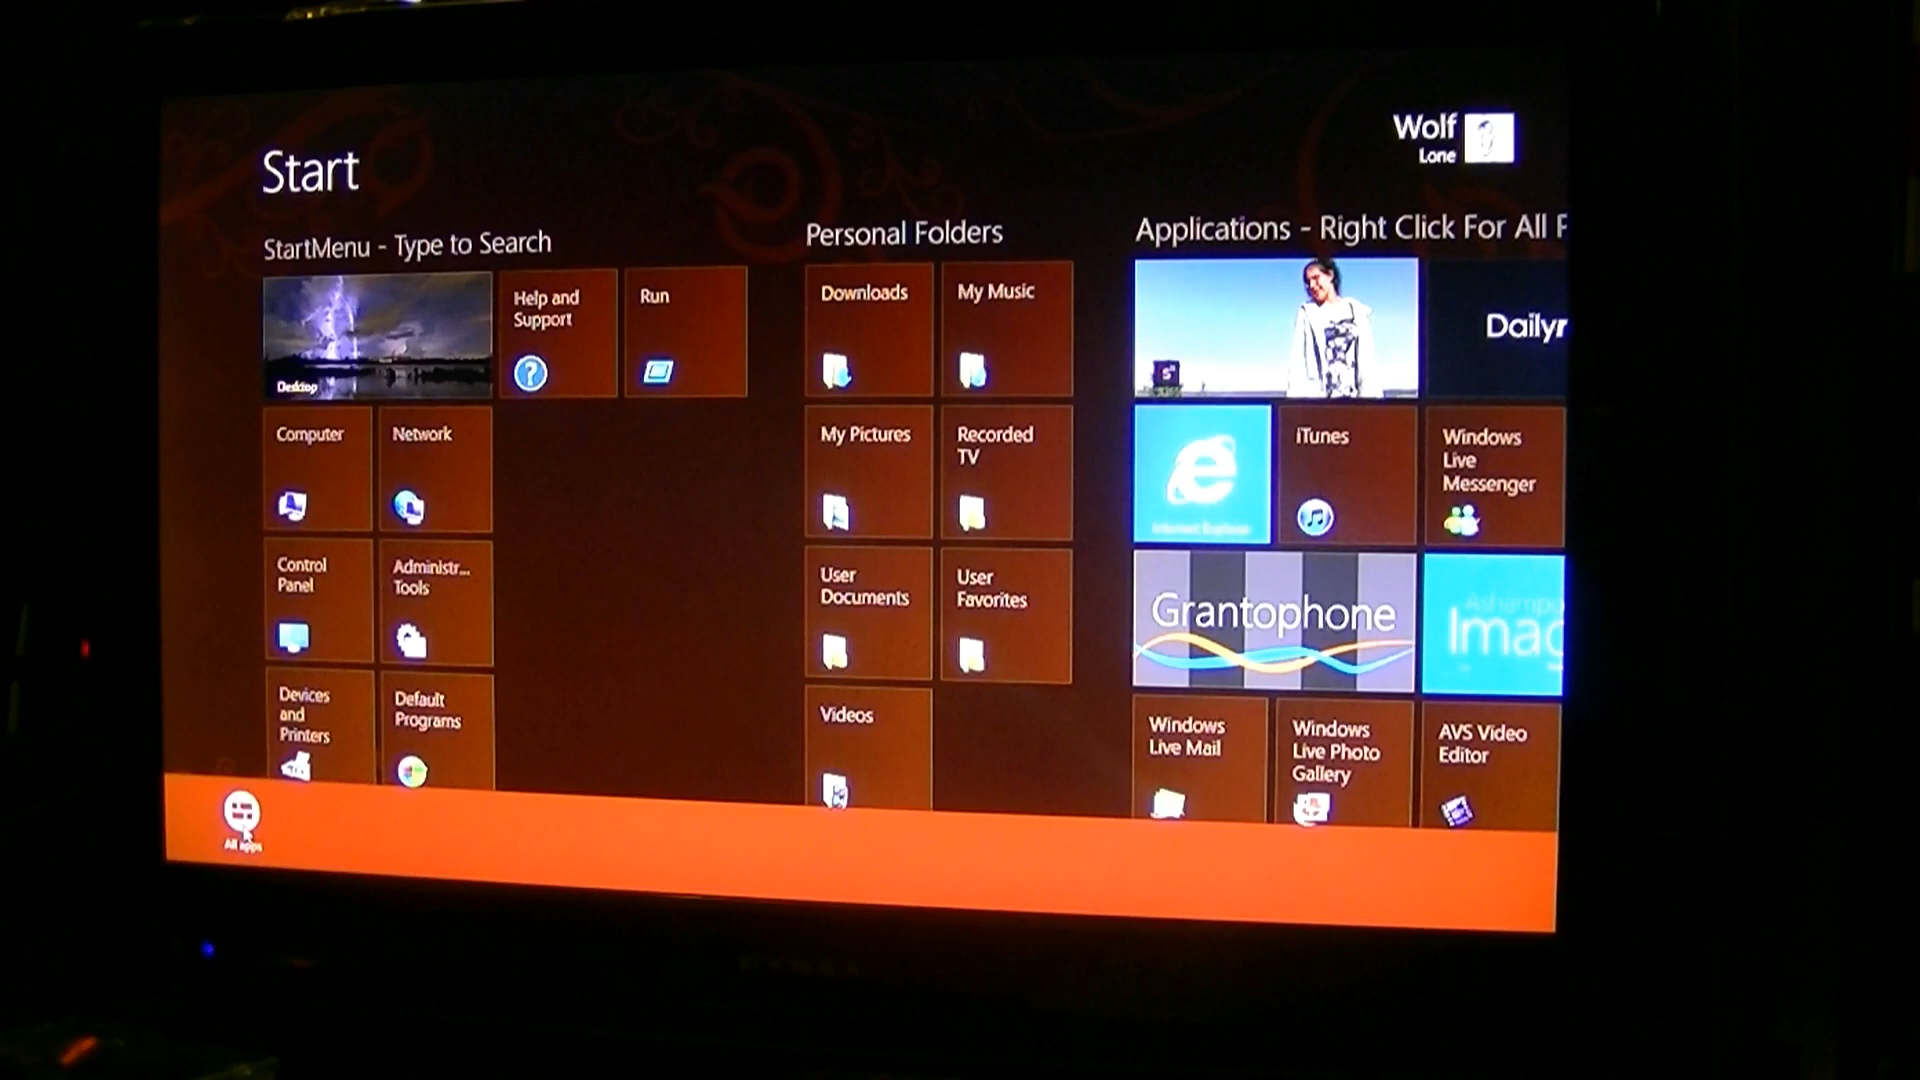 Start
Wolf
Lone
StartMenu - Type to Search
Desktop
Help and
Support
Run
Computer
Network
Control
Panel
Administr...
Tools
Devices
and
Printers
Default
Programs
Personal Folders
Downloads
My Music
My Pictures
Recorded
TV
User
Documents
User
Favorites
Videos
Applications - Right Click For All P
Dailyr
Internet Explorer
iTunes
Windows
Live
Messenger
Grantophone
Ashampo
Imag
Windows
Live Mail
Windows
Live Photo
Gallery
AVS Video
Editor
All apps